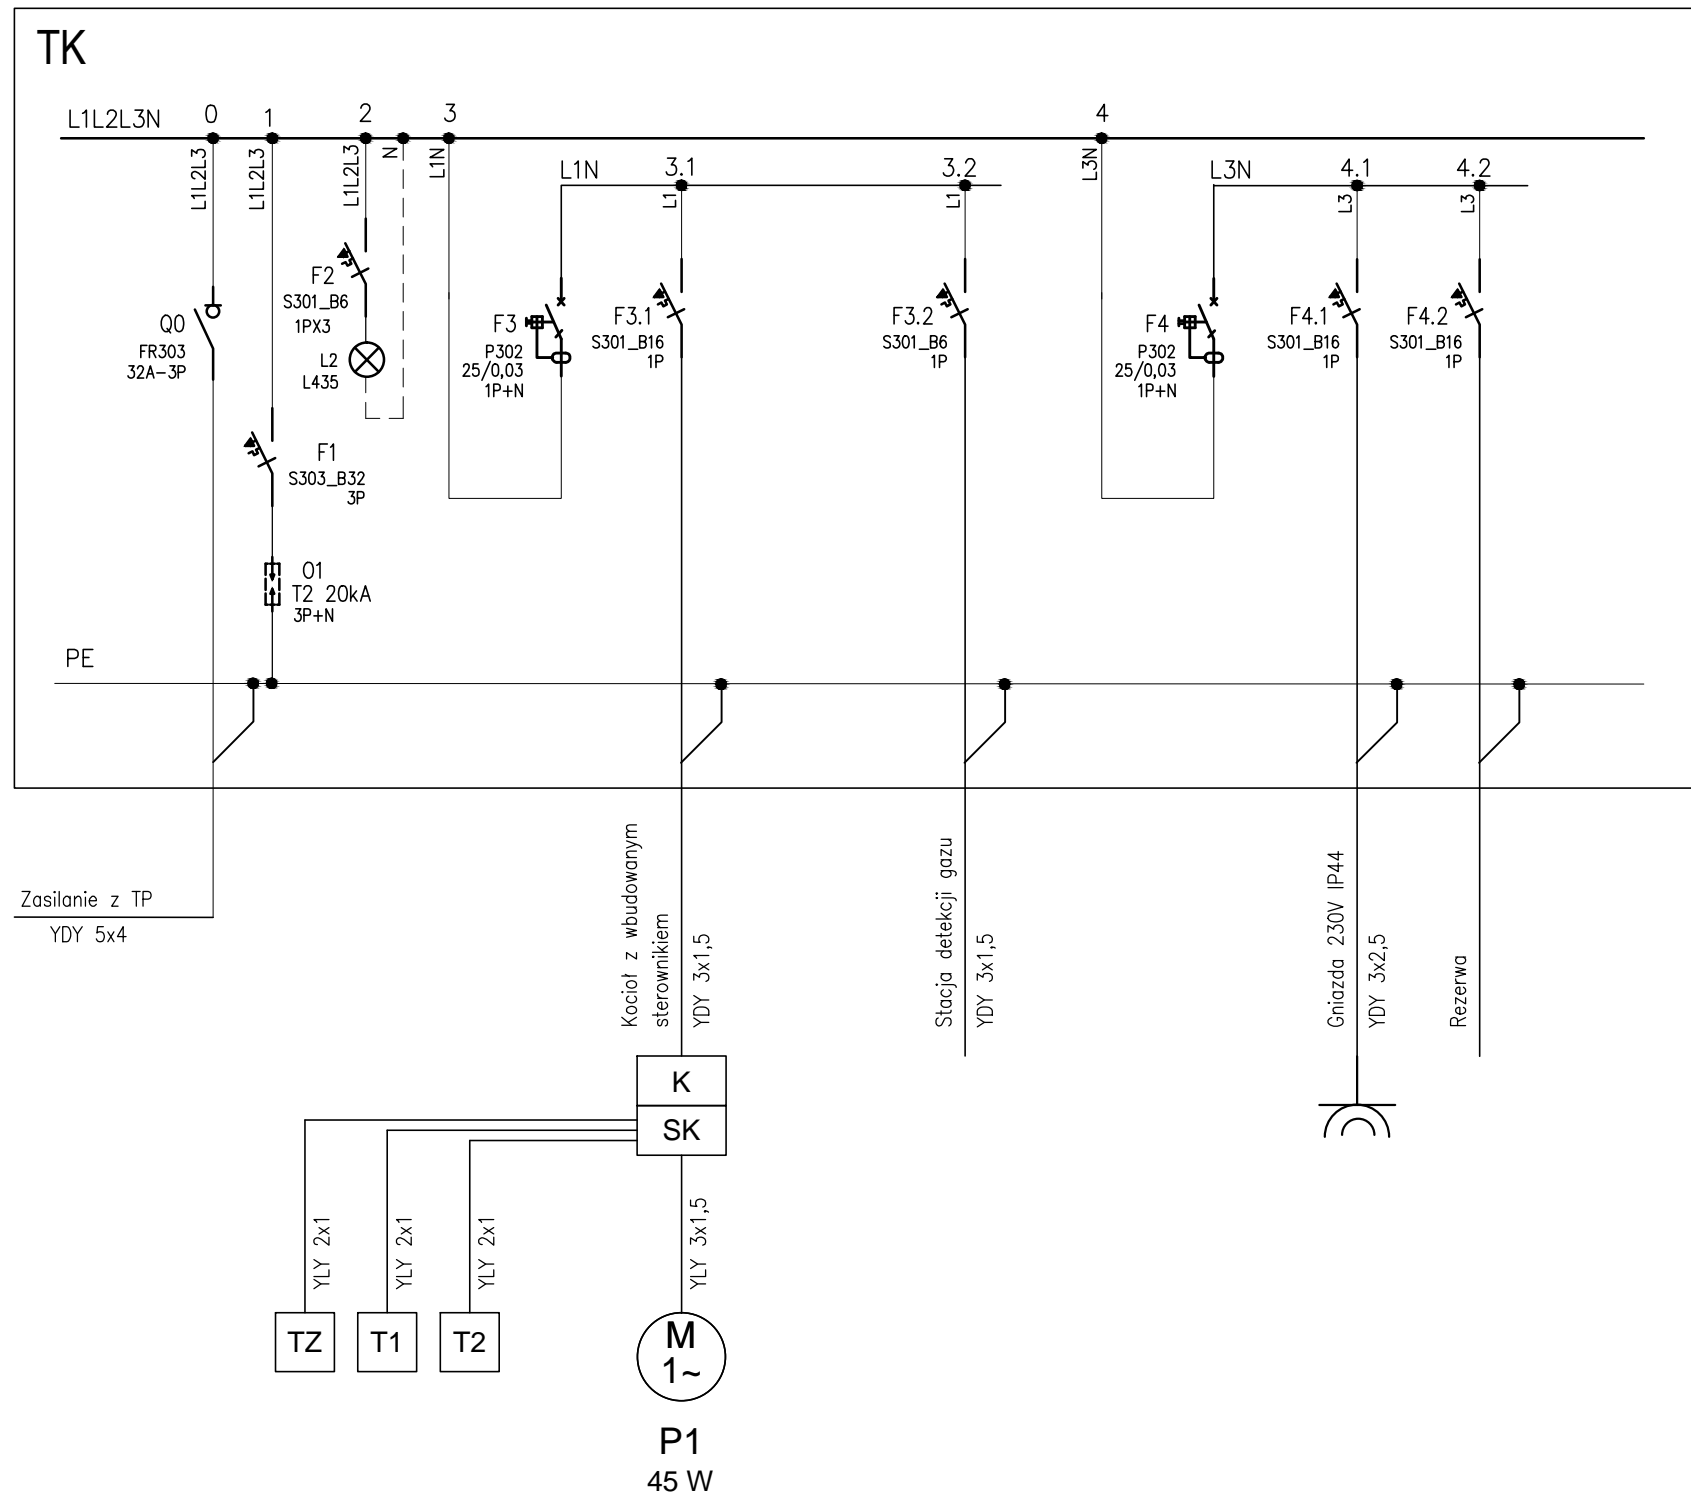 TK
L1L2L3N
0
1
2
3
4
L1L2L3
L1L2L3
L1L2L3
N
L1N
L3N
L1N
3.1
3.2
L3N
4.1
4.2
L1
L1
L3
L3
Q0
FR303
32A-3P
F2
S301_B6
1PX3
L2
L435
F1
S303_B32
3P
O1
T2 20kA
3P+N
F3
P302
25/0,03
1P+N
F3.1
S301_B16
1P
F3.2
S301_B6
1P
F4
P302
25/0,03
1P+N
F4.1
S301_B16
1P
F4.2
S301_B16
1P
PE
Zasilanie z TP
YDY 5x4
Kocioł z wbudowanym
sterownikiem
YDY 3x1,5
Stacja detekcji gazu
YDY 3x1,5
Gniazda 230V IP44
YDY 3x2,5
Rezerwa
K
SK
YLY 2x1
YLY 2x1
YLY 2x1
YLY 3x1,5
TZ
T1
T2
M
1~
P1
45 W